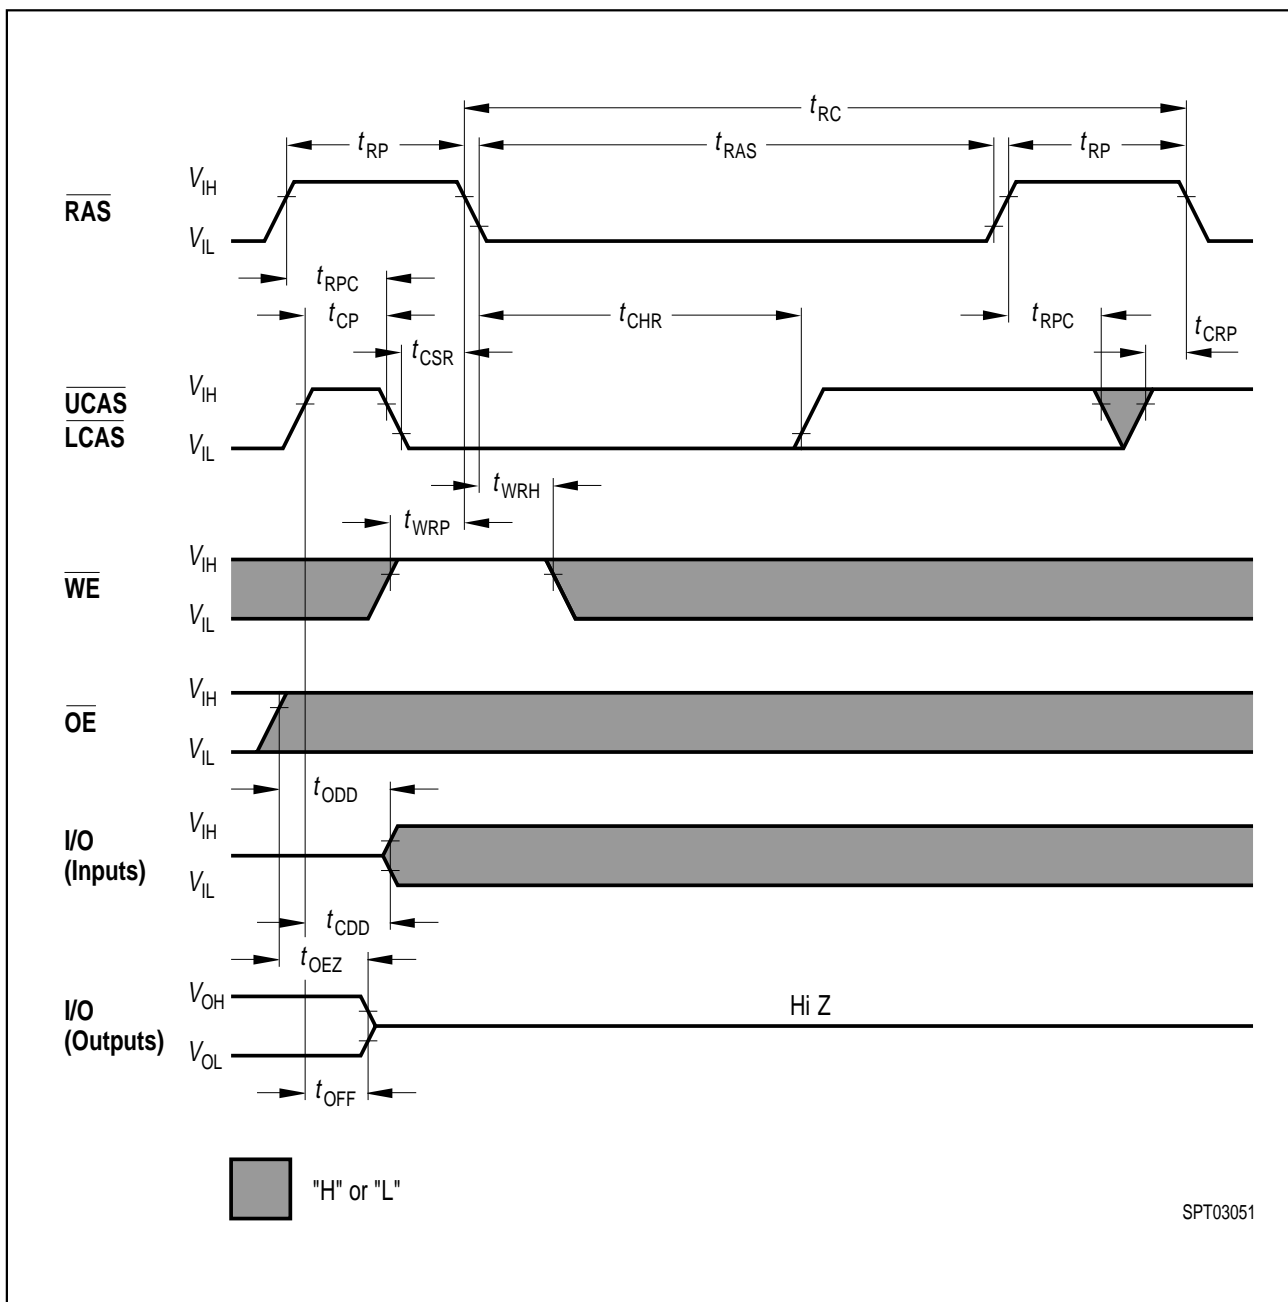 tRC
tRP
tRAS
tRP
VIH
RAS
VIL
tRPC
tCP
tCHR
tRPC
tCRP
tCSR
VIH
UCAS
LCAS
VIL
tWRH
tWRP
VIH
WE
VIL
VIH
OE
VIL
tODD
VIH
I/O
(Inputs)
VIL
tCDD
tOEZ
VOH
I/O
(Outputs)
Hi Z
VOL
tOFF
"H" or "L"
SPT03051